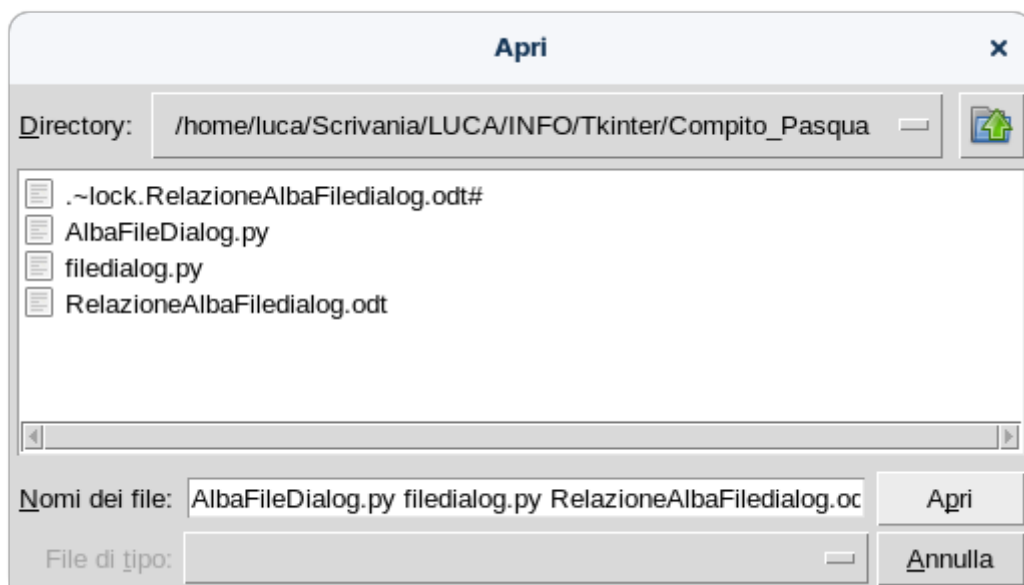 Apri
Directory: /home/luca/Scrivania/LUCA/INFO/Tkinter/Compito_Pasqua
.~lock.RelazioneAlbaFiledialog.odt#
AlbaFileDialog.py
filedialog.py
RelazioneAlbaFiledialog.odt
Nomi dei file: AlbaFileDialog.py filedialog.py RelazioneAlbaFiledialog.oc Apri
File di tipo: Annulla